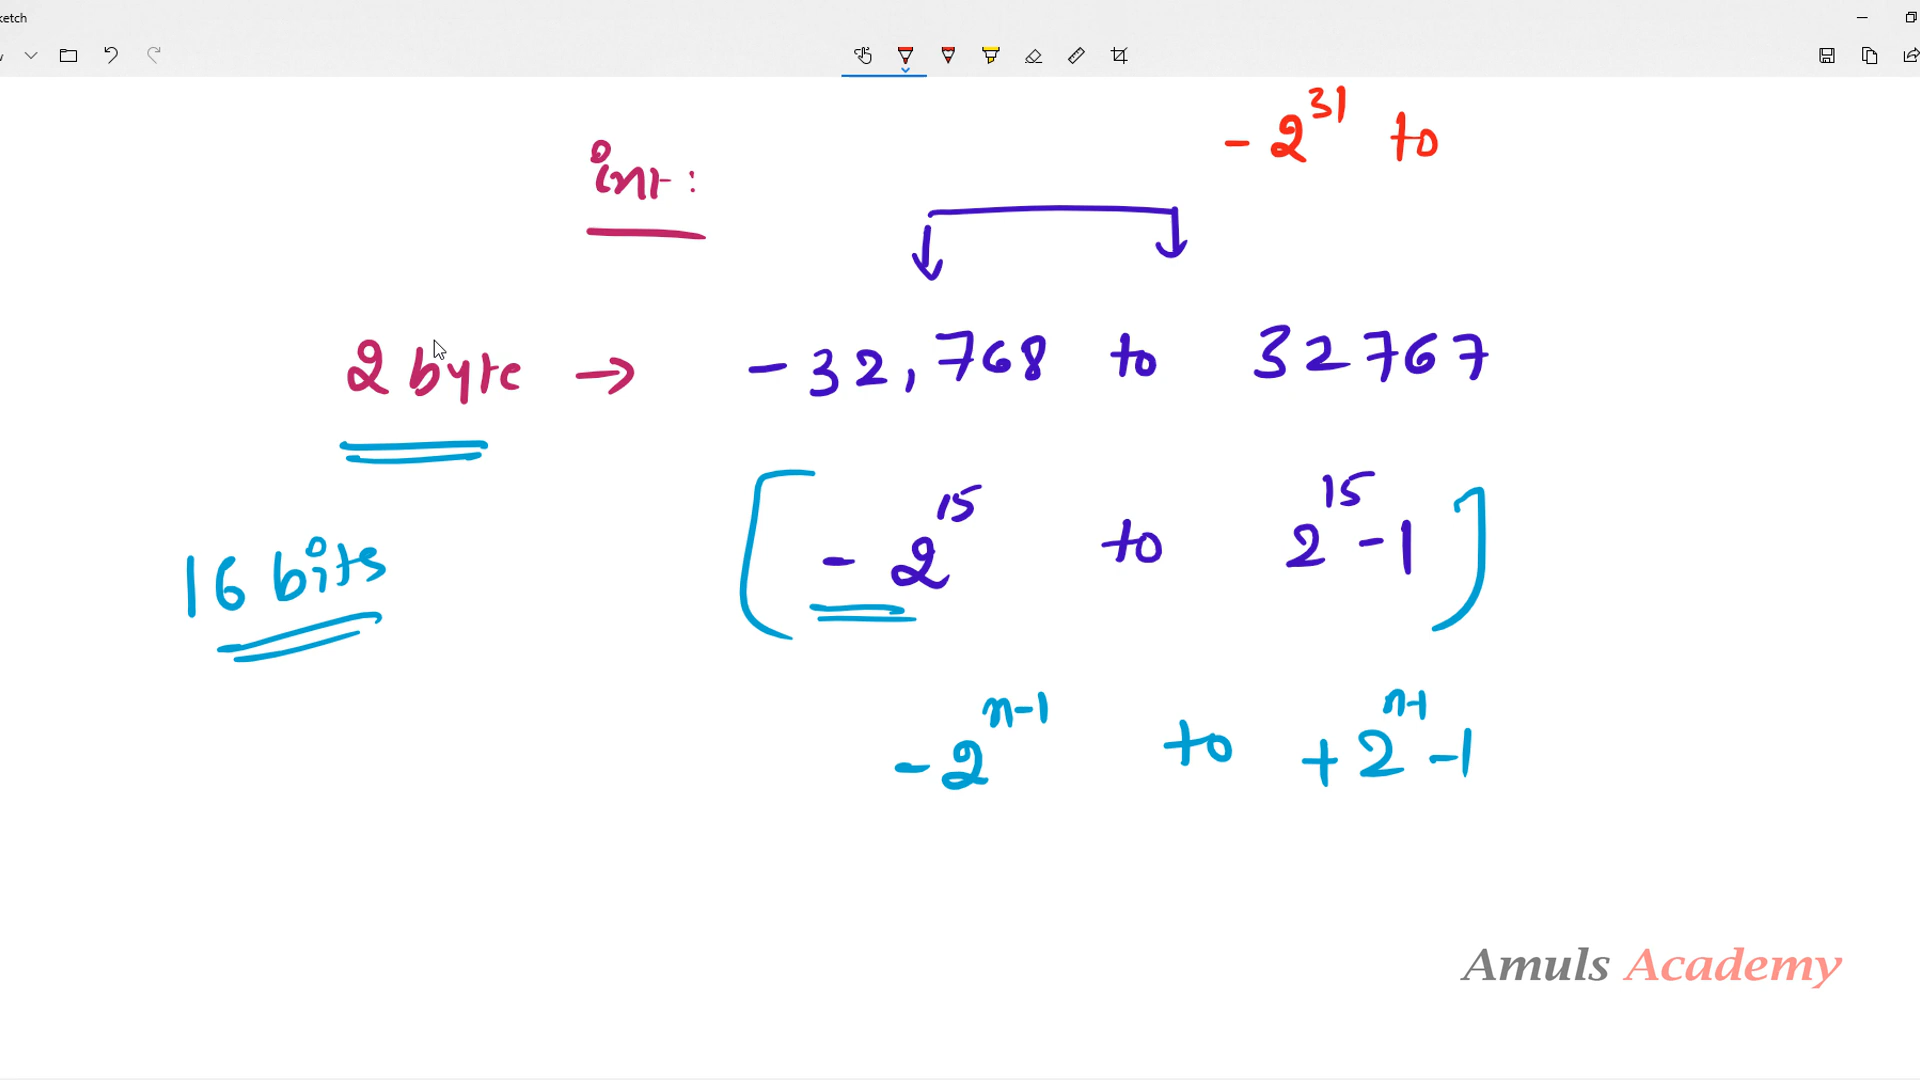 ketch
-2^31 to
int:
2 byte → -32,768 to 32767
-2^15 to 2^15-1
16 bits
-2^n-1 to +2^n-1 -1
Amuls Academy